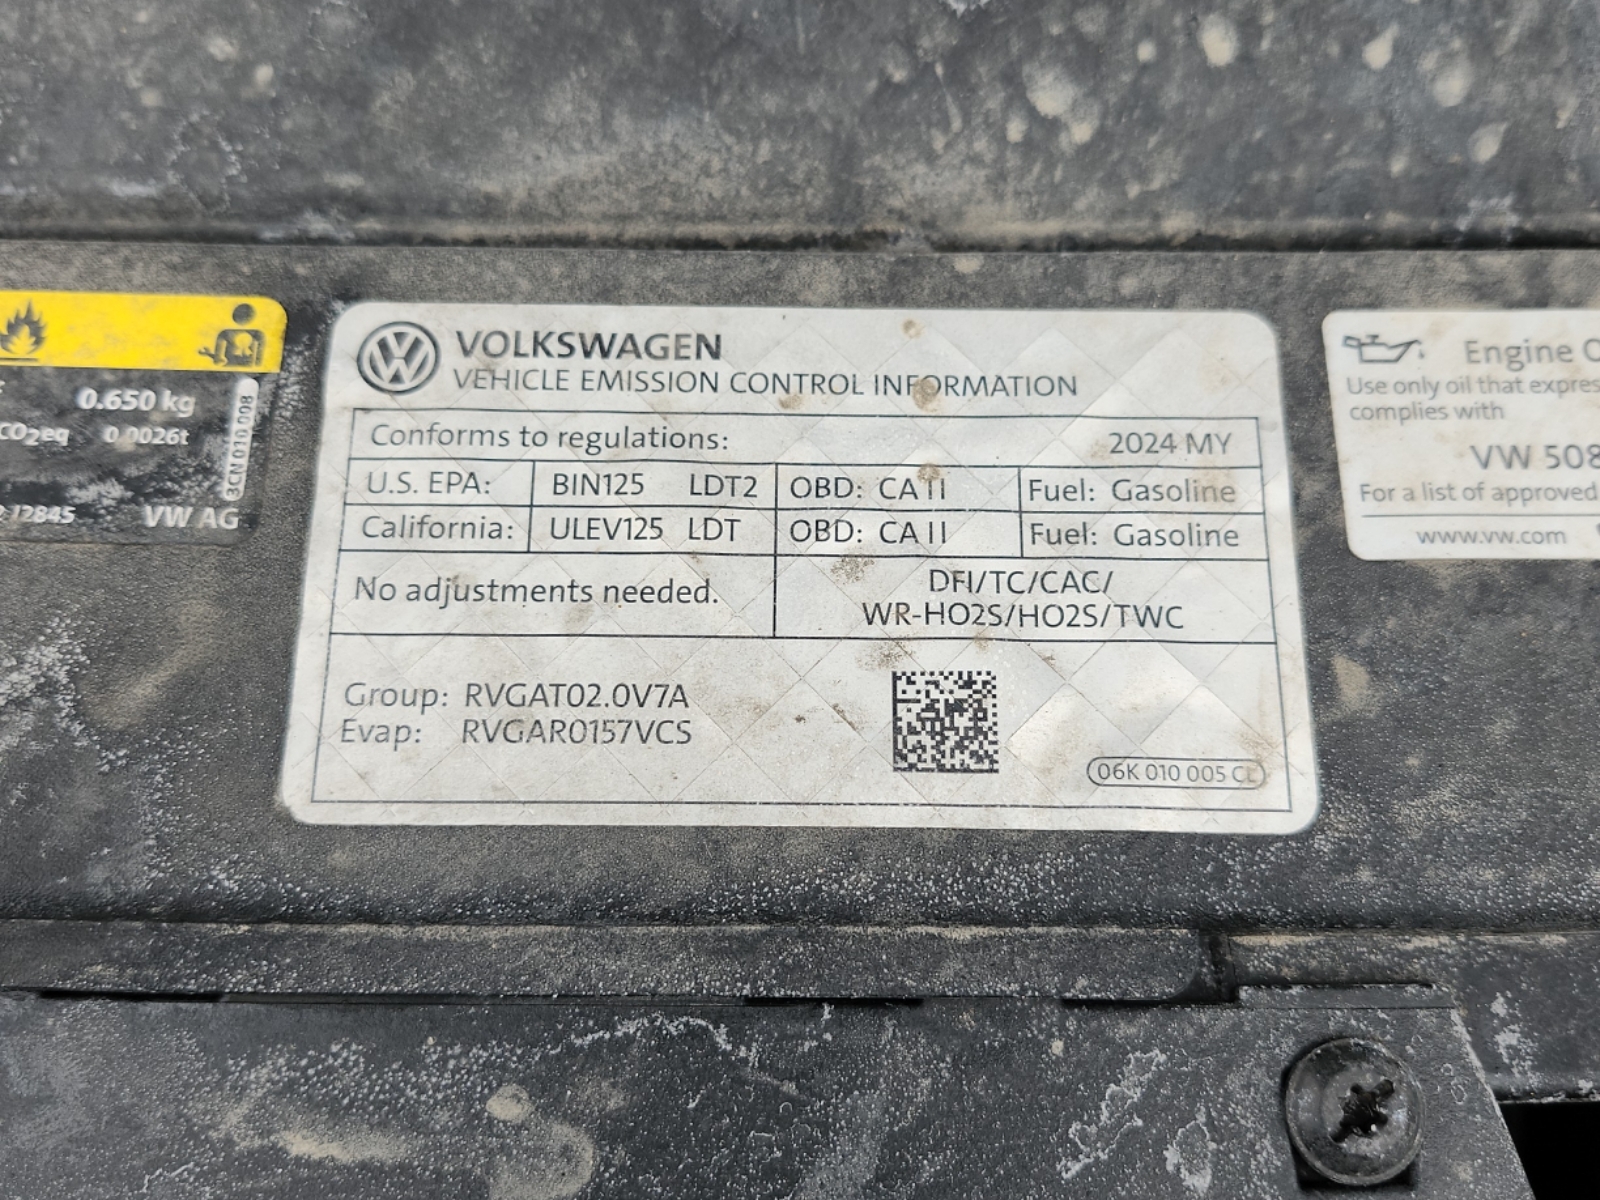 0.650 kg
CO2eq 0.0026t
12845 VW AG
3CN 010 008
VOLKSWAGEN
VEHICLE EMISSION CONTROL INFORMATION
Conforms to regulations: 2024 MY
U.S. EPA: BIN125 LDT2 OBD: CA II Fuel: Gasoline
California: ULEV125 LDT OBD: CA II Fuel: Gasoline
No adjustments needed.
DFI/TC/CAC/
WR-HO2S/HO2S/TWC
Group: RVGAT02.0V7A
Evap: RVGAR0157VCS
06K 010 005 CL
Engine
Use only oil that
complies with
VW 508
For a list of approved
www.vw.com